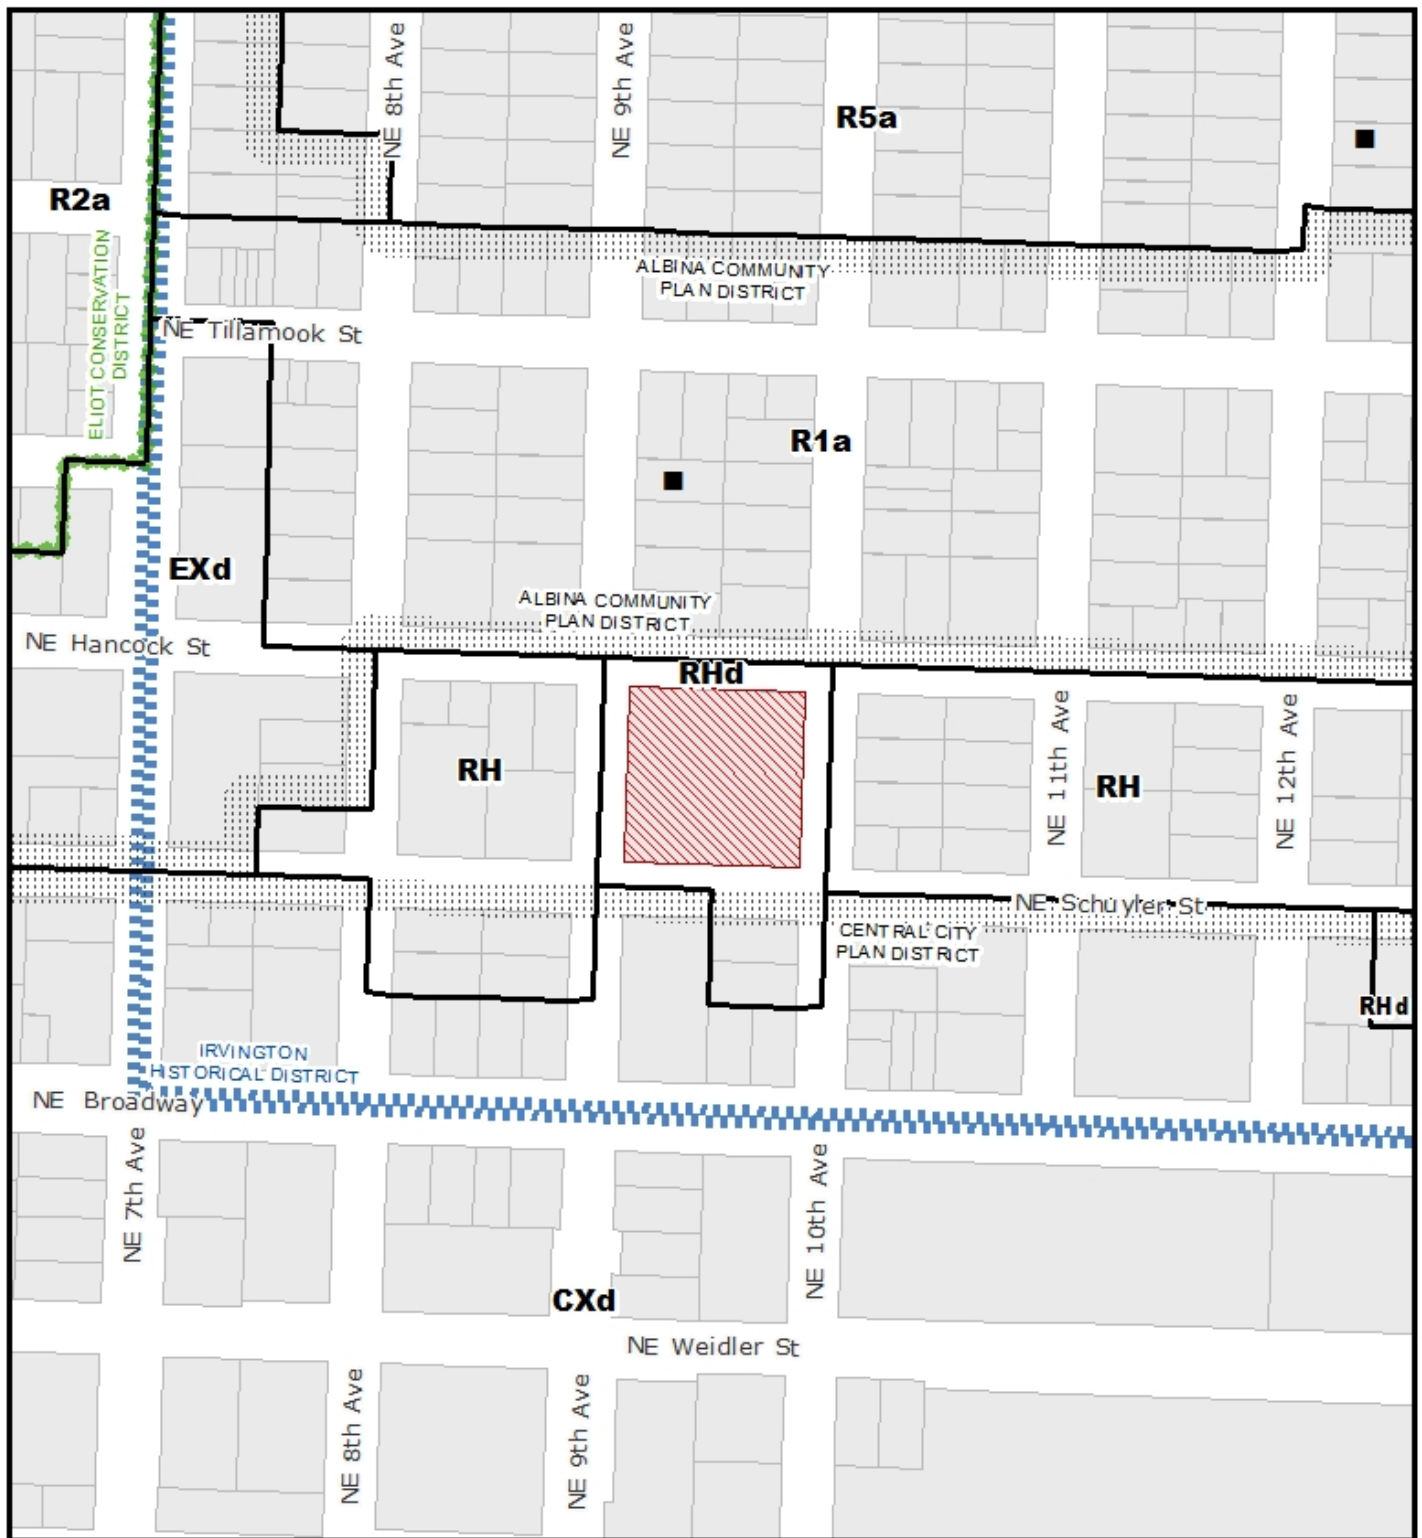 NE 8th Ave
NE 9th Ave
R5a
R2a
ELIOT CONSERVATION
DISTRICT
ALBINA COMMUNITY
PLAN DISTRICT
NE Tillamook St
R1a
EXd
ALBINA COMMUNITY
PLAN DISTRICT
NE Hancock St
RHd
RH
NE 11th Ave
RH
NE 12th Ave
NE Schuyler St
CENTRAL CITY
PLAN DISTRICT
RHd
IRVINGTON
HISTORICAL DISTRICT
NE Broadway
NE 7th Ave
NE 10th Ave
CXd
NE Weidler St
NE 8th Ave
NE 9th Ave